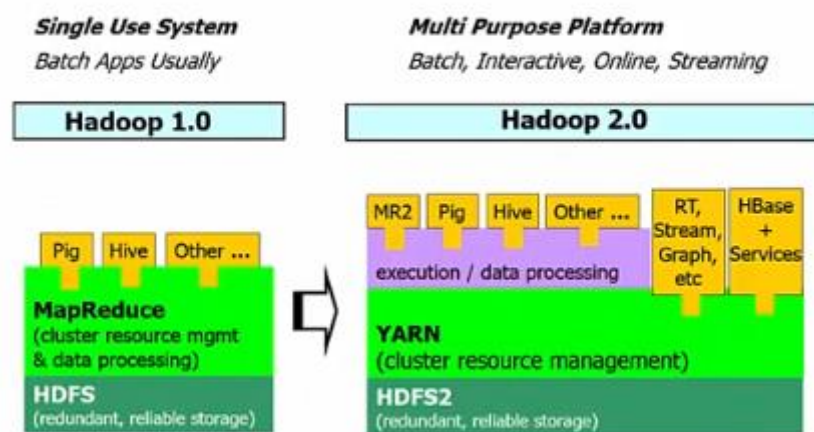 Single Use System
Batch Apps Usually
Hadoop 1.0
Pig
Hive
Other ...
MapReduce
(cluster resource mgmt
& data processing)
HDFS
(redundant, reliable storage)
Multi Purpose Platform
Batch, Interactive, Online, Streaming
Hadoop 2.0
MR2
Pig
Hive
Other ...
RT,
Stream,
Graph,
etc
HBase
+
Services
execution / data processing
YARN
(cluster resource management)
HDFS2
(redundant, reliable storage)